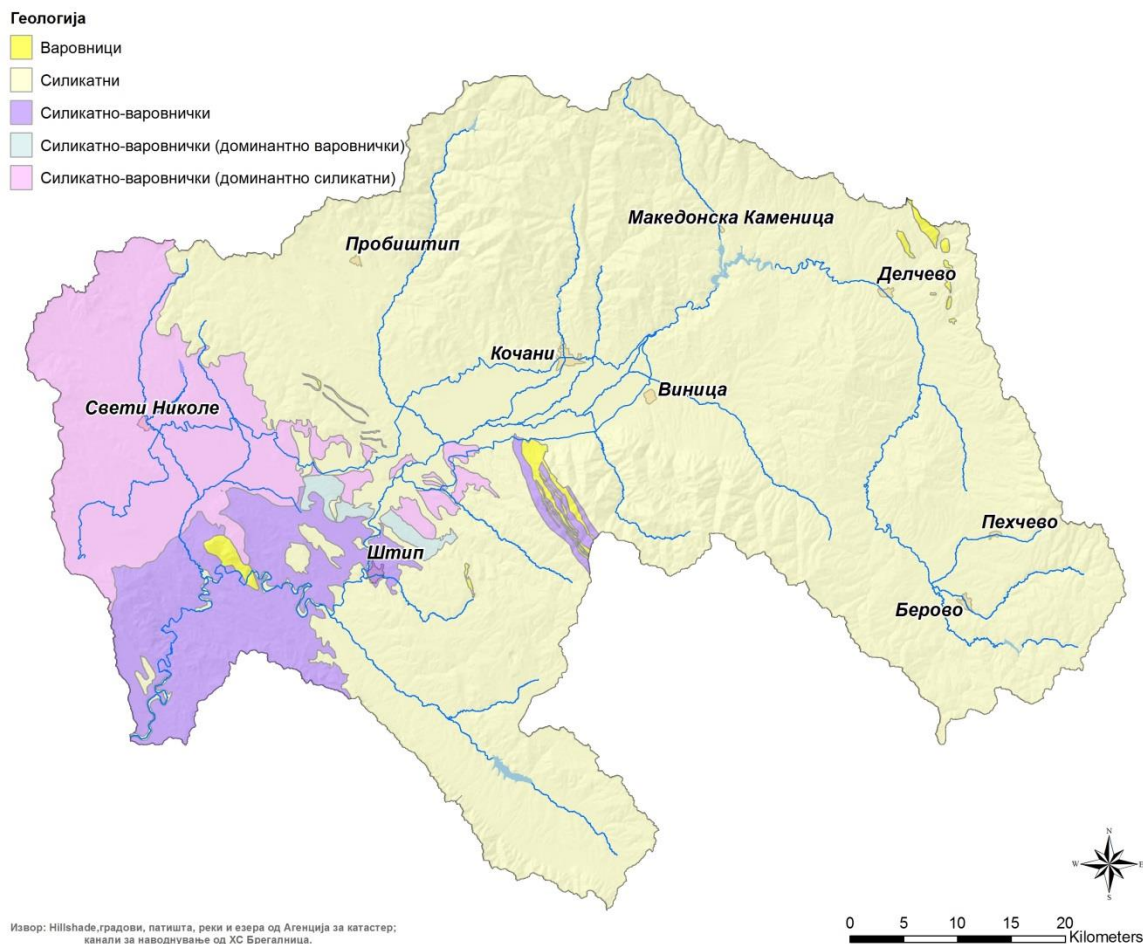 Геологија
Варовници
Силикатни
Силикатно-варовнички
Силикатно-варовнички (доминантно варовнички)
Силикатно-варовнички (доминантно силикатни)
Македонска Каменица
Пробиштип
Делчево
Кочани
Виница
Свети Николе
Пехчево
Штип
Берово
N
W E
S
Извор: Hillshade,градови, патишта, реки и езера од Агенција за катастер;
канали за наводнување од ХС Брегалница.
0 5 10 15 20
Kilometers